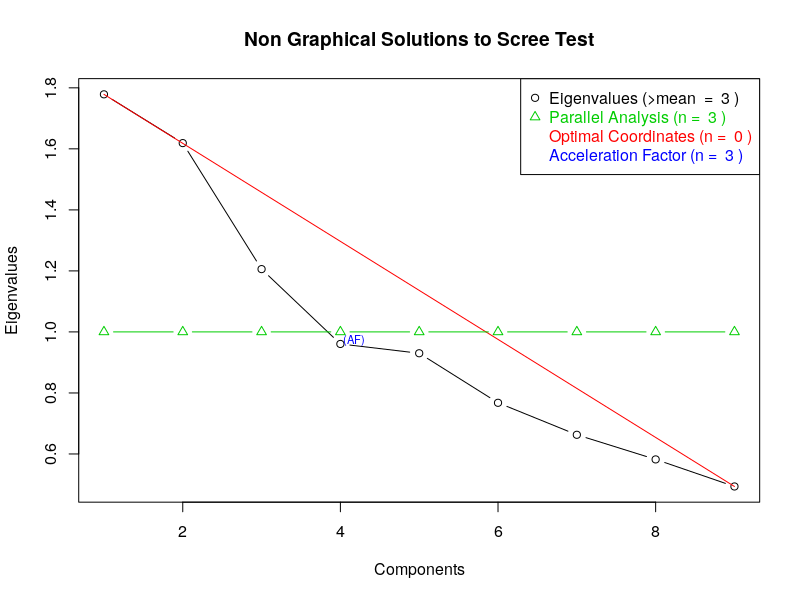 Non Graphical Solutions to Scree Test
Eigenvalues (>mean = 3 )
Parallel Analysis (n = 3 )
Optimal Coordinates (n = 0 )
Acceleration Factor (n = 3 )
1.8
1.6
1.4
1.2
1.0
0.8
0.6
Eigenvalues
(AF)
2 4 6 8
Components